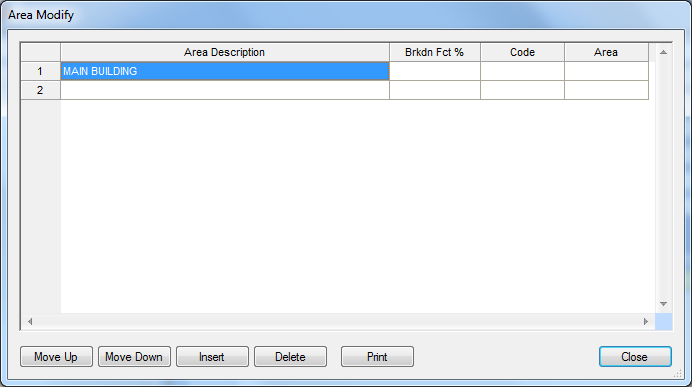 Area Modify
Area Description Brkdn Fct % Code Area
1 MAIN BUILDING
2
Move Up Move Down Insert Delete Print Close